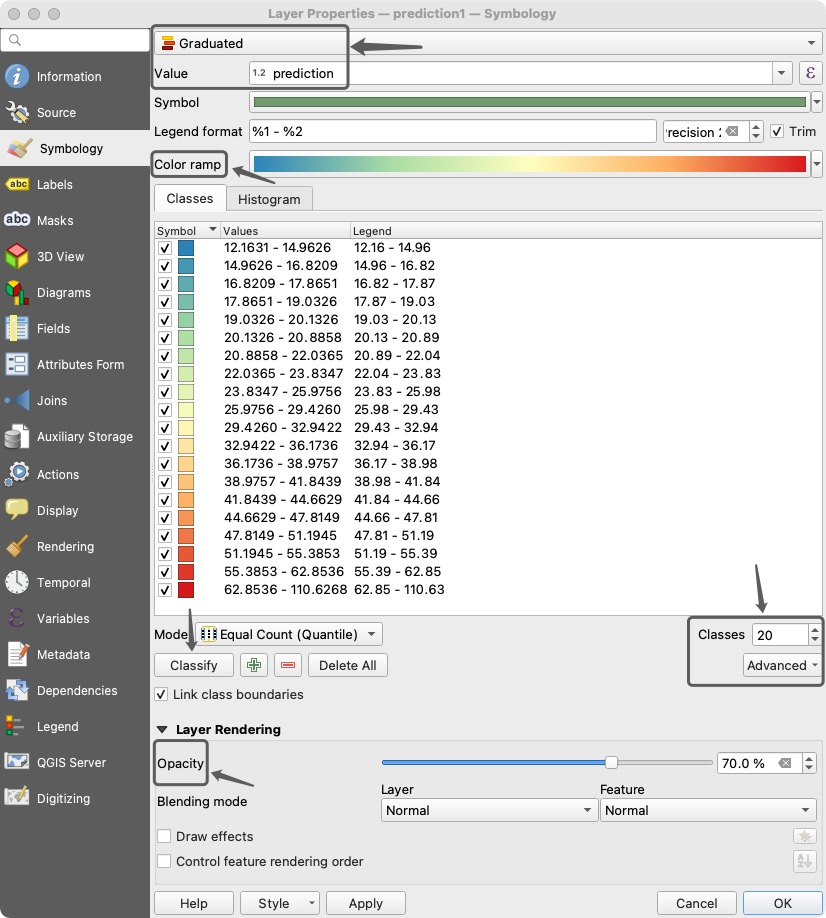 Layer Properties — prediction1 — Symbology
Graduated
Information
Value 1.2 prediction ε
Source
Symbol
Legend format %1 - %2 Trim
Symbology
Color ramp
abc Labels
Classes Histogram
abc Masks
Symbol Values Legend
12.1631 - 14.9626 12.16 - 14.96
3D View
14.9626 - 16.8209 14.96 - 16.82
16.8209 - 17.8651 16.82 - 17.87
Diagrams
17.8651 - 19.0326 17.87 - 19.03
19.0326 - 20.1326 19.03 - 20.13
Fields
20.1326 - 20.8858 20.13 - 20.89
20.8858 - 22.0365 20.89 - 22.04
Attributes Form
22.0365 - 23.8347 22.04 - 23.83
23.8347 - 25.9756 23.83 - 25.98
Joins
25.9756 - 29.4260 25.98 - 29.43
29.4260 - 32.9422 29.43 - 32.94
Auxiliary Storage
32.9422 - 36.1736 32.94 - 36.17
36.1736 - 38.9757 36.17 - 38.98
Actions
38.9757 - 41.8439 38.98 - 41.84
41.8439 - 44.6629 41.84 - 44.66
Display
44.6629 - 47.8149 44.66 - 47.81
47.8149 - 51.1945 47.81 - 51.19
Rendering
51.1945 - 55.3853 51.19 - 55.39
55.3853 - 62.8536 55.39 - 62.85
Temporal
62.8536 - 110.6268 62.85 - 110.63
Variables
Mode Equal Count (Quantile) Classes 20
Metadata
Classify Delete All Advanced
Dependencies
Link class boundaries
Legend
Layer Rendering
QGIS Server
Opacity 70.0 %
Layer Feature
Digitizing
Blending mode Normal Normal
Draw effects
Control feature rendering order
Help Style Apply Cancel OK